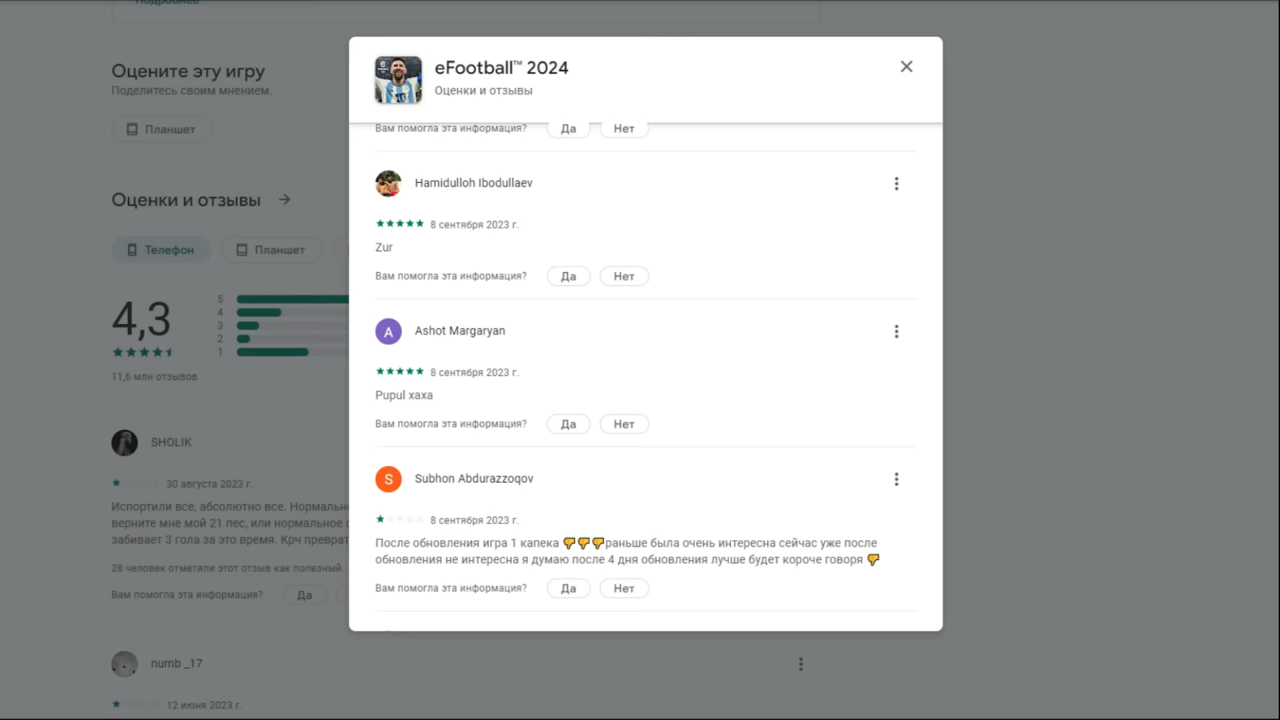 Подробнее
Оцените эту игру
Поделитесь своим мнением.
Планшет
Оценки и отзывы
Телефон
Планшет
4,3
5
4
3
2
1
11,6 млн отзывов
SHOLIK
30 августа 2023 г.
Испортили все, абсолютно все. Нормальн
верните мне мой 21 пес, или нормальное
забивает 3 гола за это время. Крч преврат
28 человек отметили этот отзыв как полезный.
Вам помогла эта информация? Да
numb _17
12 июня 2023 г.
eFootball™ 2024
Оценки и отзывы
Вам помогла эта информация? Да Нет
Hamidulloh Ibodullaev
8 сентября 2023 г.
Zur
Вам помогла эта информация? Да Нет
A Ashot Margaryan
8 сентября 2023 г.
Pupul xaxa
Вам помогла эта информация? Да Нет
S Subhon Abdurazzoqov
8 сентября 2023 г.
После обновления игра 1 капека 👎👎👎раньше была очень интересна сейчас уже после
обновления не интересна я думаю после 4 дня обновления лучше будет короче говоря 👎
Вам помогла эта информация? Да Нет